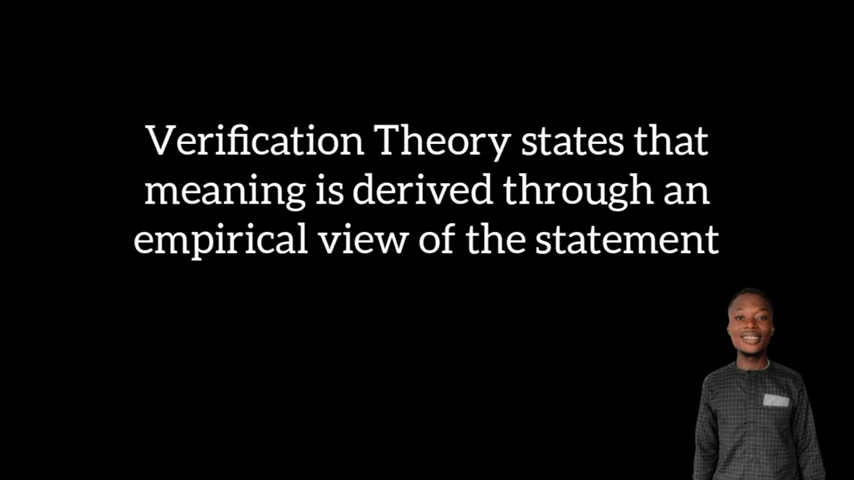 Verification Theory states that
meaning is derived through an
empirical view of the statement